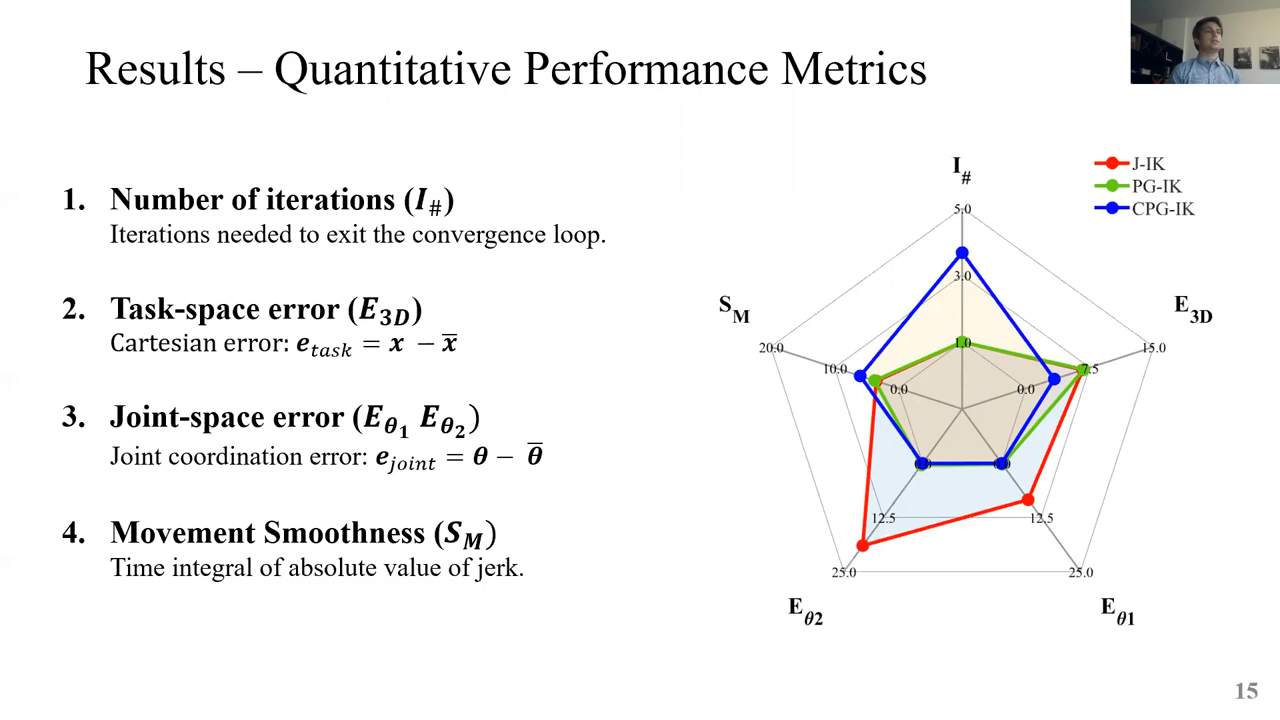 Results – Quantitative Performance Metrics
1. Number of iterations (I#)
Iterations needed to exit the convergence loop.
2. Task-space error (E3D)
Cartesian error: e_task = x − x̅
3. Joint-space error (Eθ1 Eθ2)
Joint coordination error: e_joint = θ − θ̅
4. Movement Smoothness (SM)
Time integral of absolute value of jerk.
J-IK
PG-IK
CPG-IK
I#
5.0
3.0
1.0
E3D
15.0
7.5
0.0
SM
20.0
10.0
0.0
12.5
25.0
Eθ2
12.5
25.0
Eθ1
15